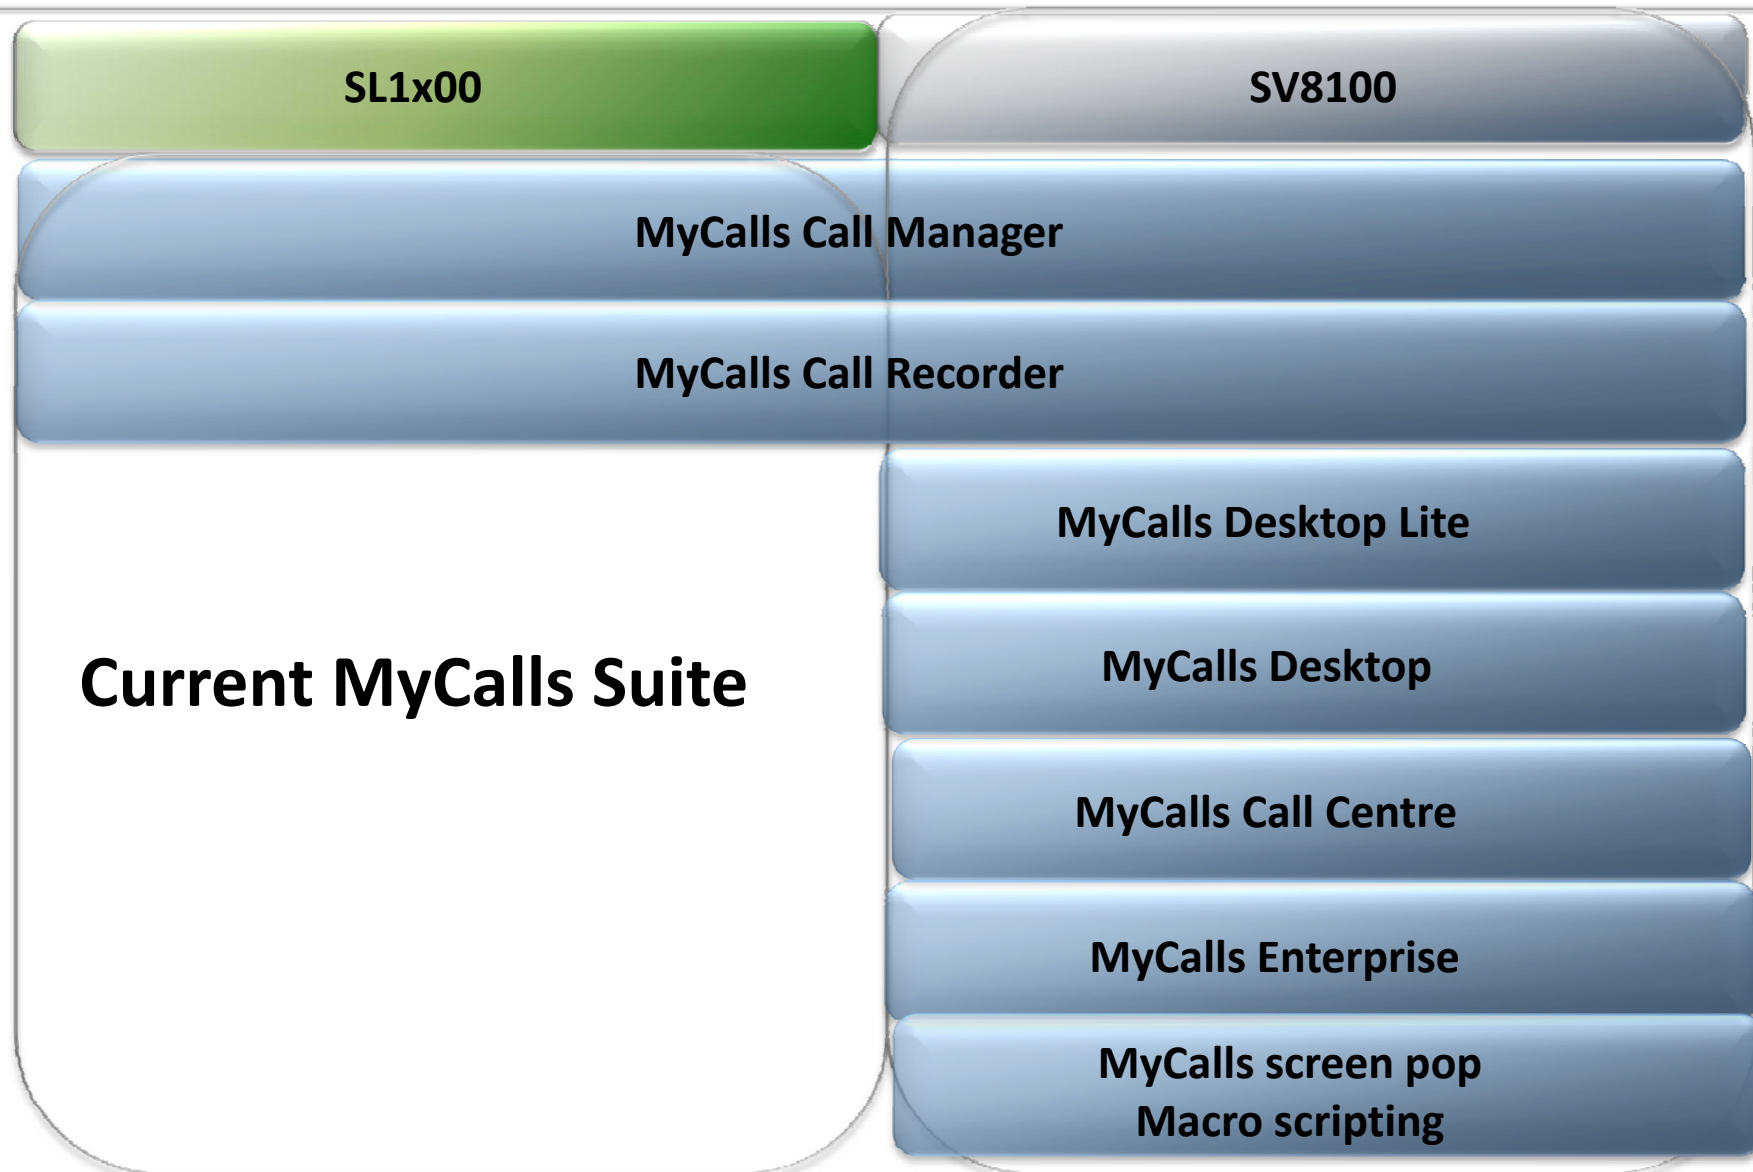 SL1x00
SV8100
MyCalls Call Manager
MyCalls Call Recorder
MyCalls Desktop Lite
Current MyCalls Suite
MyCalls Desktop
MyCalls Call Centre
MyCalls Enterprise
MyCalls screen pop
Macro scripting